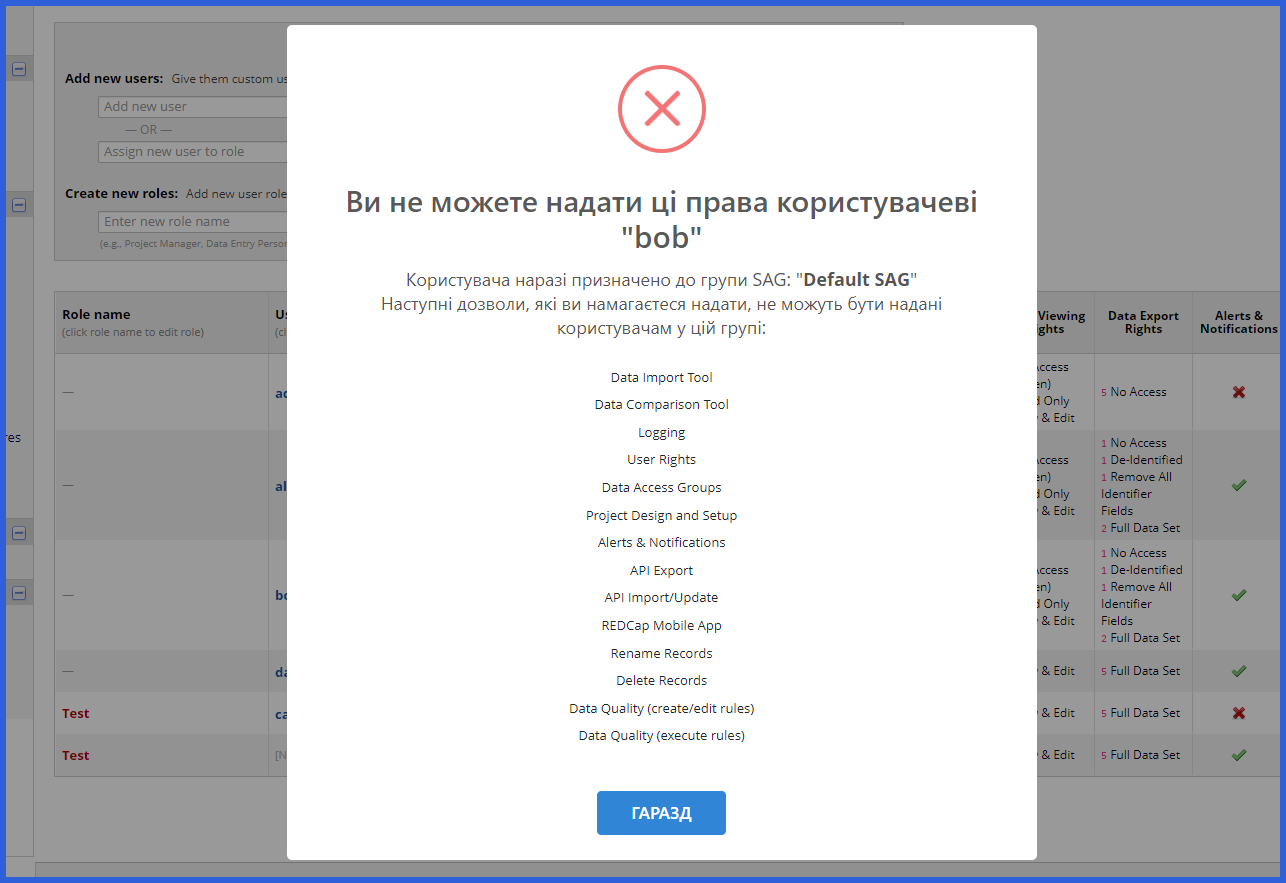 Add new users: Give them custom us
Add new user
— OR —
Assign new user to role
Create new roles: Add new user role
Enter new role name
(e.g., Project Manager, Data Entry Person
Ви не можете надати ці права користувачеві
"bob"
Користувача наразі призначено до групи SAG: "Default SAG"
Наступні дозволи, які ви намагаєтеся надати, не можуть бути надані
користувачам у цій групі:
Data Import Tool
Data Comparison Tool
Logging
User Rights
Data Access Groups
Project Design and Setup
Alerts & Notifications
API Export
API Import/Update
REDCap Mobile App
Rename Records
Delete Records
Data Quality (create/edit rules)
Data Quality (execute rules)
ГАРАЗД
Role name
(click role name to edit role)
Viewing
ghts
Data Export
Rights
Alerts &
Notifications
—
ad
Access
en)
d Only
& Edit
5 No Access
res
—
al
Access
en)
d Only
& Edit
1 No Access
1 De-Identified
1 Remove All
Identifier
Fields
2 Full Data Set
—
bo
Access
en)
d Only
& Edit
1 No Access
1 De-Identified
1 Remove All
Identifier
Fields
2 Full Data Set
—
da
& Edit
5 Full Data Set
Test
ca
& Edit
5 Full Data Set
Test
[N
& Edit
5 Full Data Set